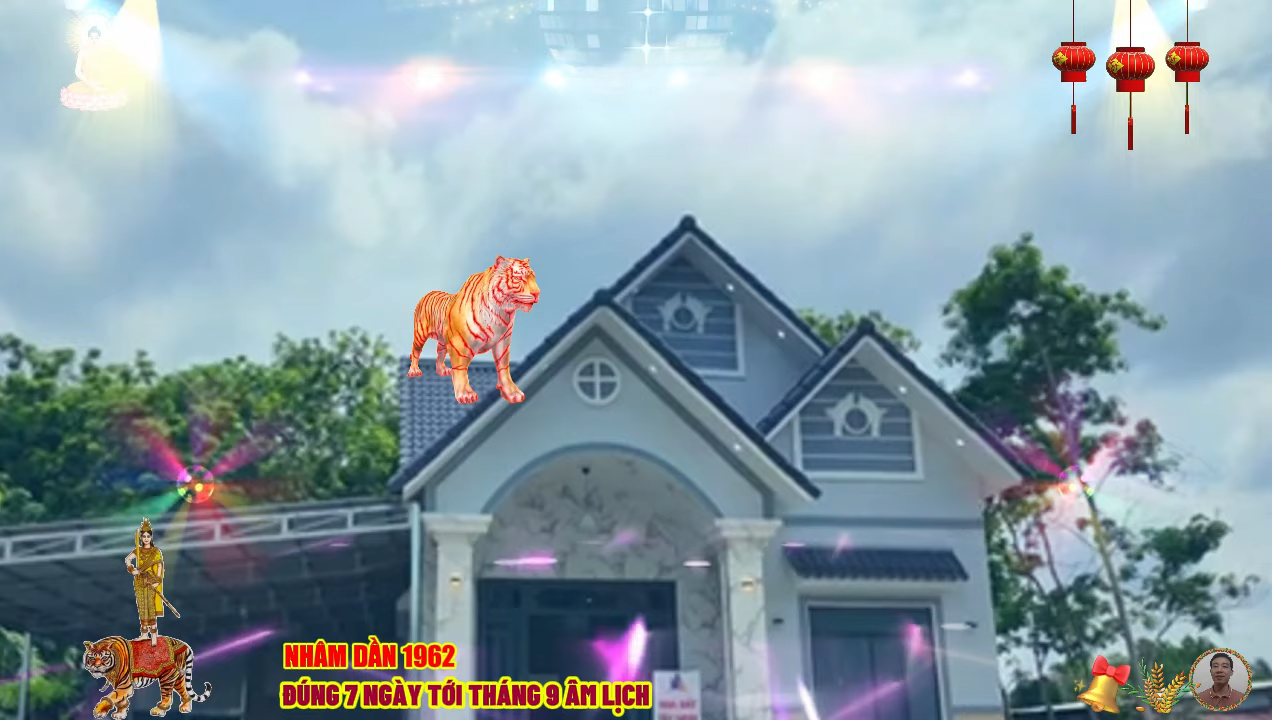 NHÂM DẦN 1962
ĐÚNG 7 NGÀY TỚI THÁNG 9 ÂM LỊCH